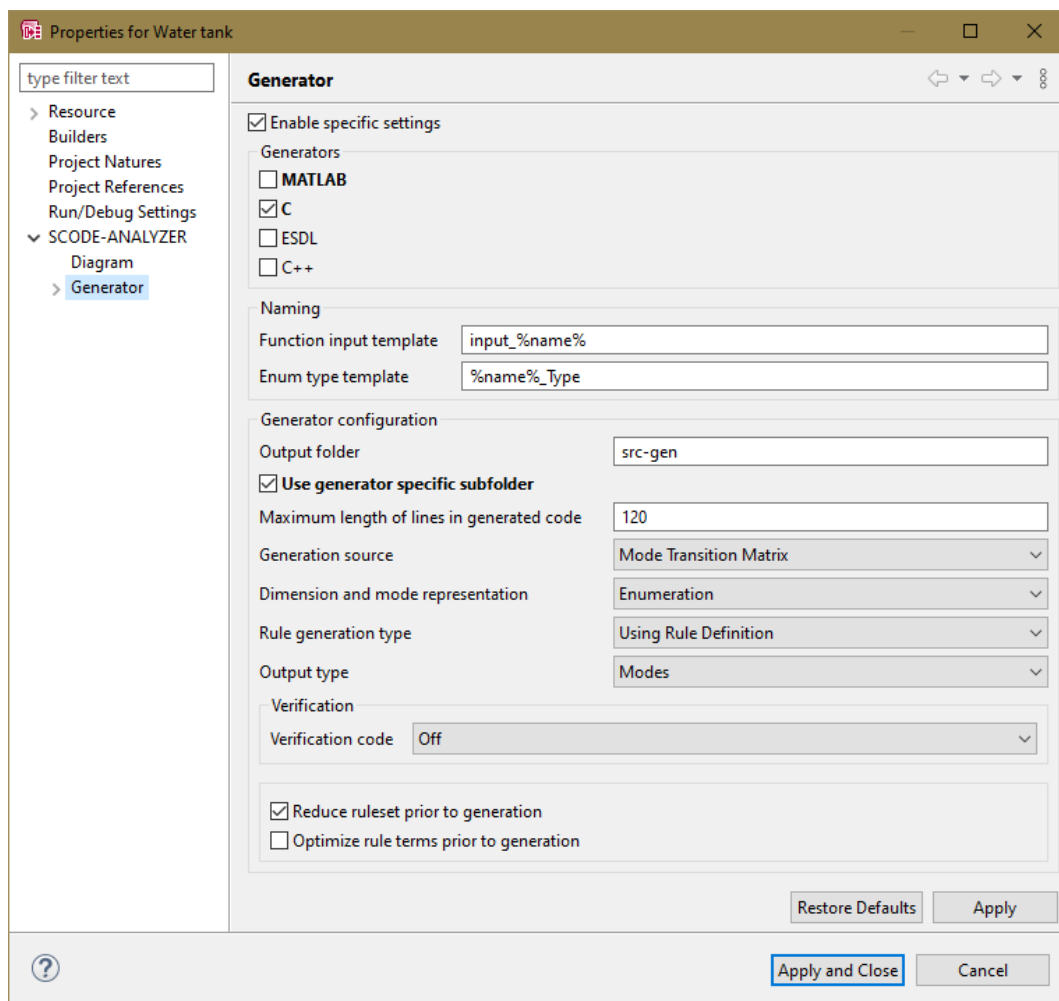 Properties for Water tank
type filter text
Resource
Builders
Project Natures
Project References
Run/Debug Settings
SCODE-ANALYZER
Diagram
Generator
Generator
Enable specific settings
Generators
MATLAB
C
ESDL
C++
Naming
Function input template input_%name%
Enum type template %name%_Type
Generator configuration
Output folder src-gen
Use generator specific subfolder
Maximum length of lines in generated code 120
Generation source Mode Transition Matrix
Dimension and mode representation Enumeration
Rule generation type Using Rule Definition
Output type Modes
Verification
Verification code Off
Reduce ruleset prior to generation
Optimize rule terms prior to generation
Restore Defaults Apply
? Apply and Close Cancel